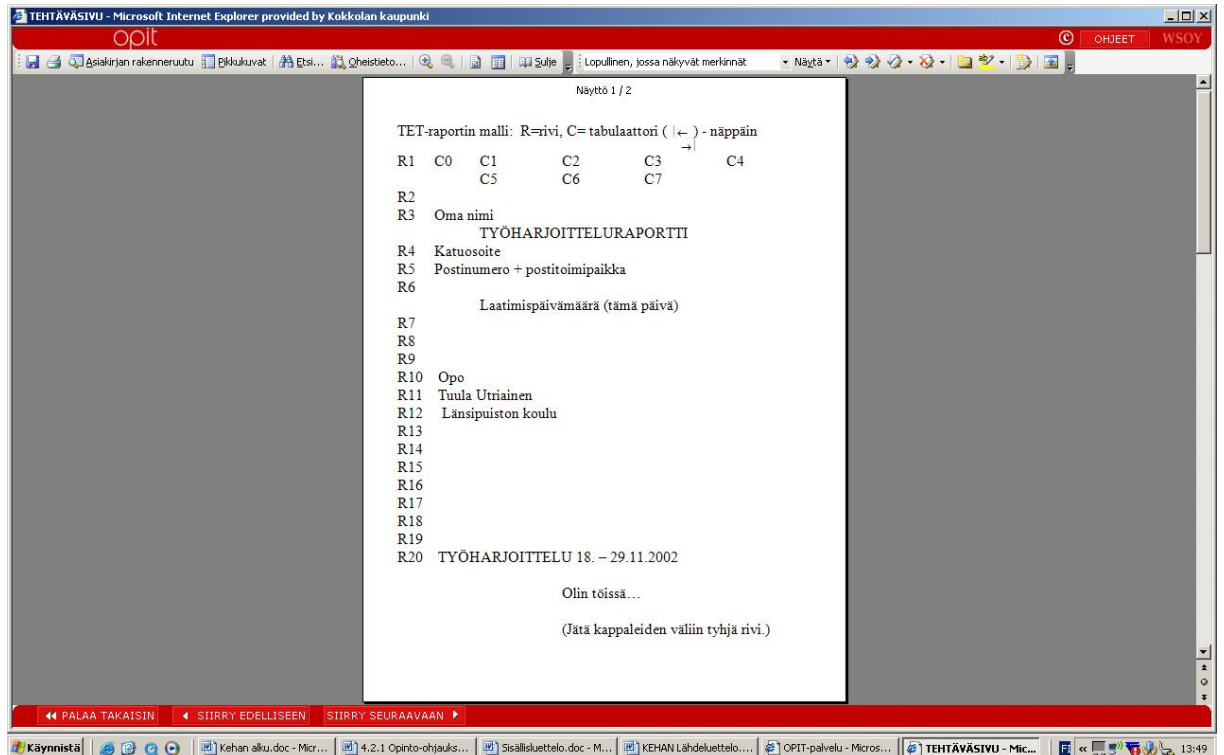 TEHTÄVÄSIVU - Microsoft Internet Explorer provided by Kokkolan kaupunki
opit © OHJEET WSOY
Asiakirjan rakenneruutu Pikkukuvat Etsi... Oheistieto... Sulje Lopullinen, jossa näkyvät merkinnät Näytä
Näyttö 1 / 2
TET-raportin malli: R=rivi, C= tabulaattori ( |← ) - näppäin
→|
R1 C0 C1 C2 C3 C4
C5 C6 C7
R2
R3 Oma nimi
TYÖHARJOITTELURAPORTTI
R4 Katuosoite
R5 Postinumero + postitoimipaikka
R6
Laatimispäivämäärä (tämä päivä)
R7
R8
R9
R10 Opo
R11 Tuula Utriainen
R12 Länsipuiston koulu
R13
R14
R15
R16
R17
R18
R19
R20 TYÖHARJOITTELU 18. – 29.11.2002
Olin töissä…
(Jätä kappaleiden väliin tyhjä rivi.)
PALAA TAKAISIN SIIRRY EDELLISEEN SIIRRY SEURAAVAAN
Käynnistä Kehan alku.doc - Micr... 4.2.1 Opinto-ohjauks... Sisällisluettelo.doc - M... KEHAN Lähdeluettelo.... OPIT-palvelu - Micros... TEHTÄVÄSIVU - Mic... FI « 13:49